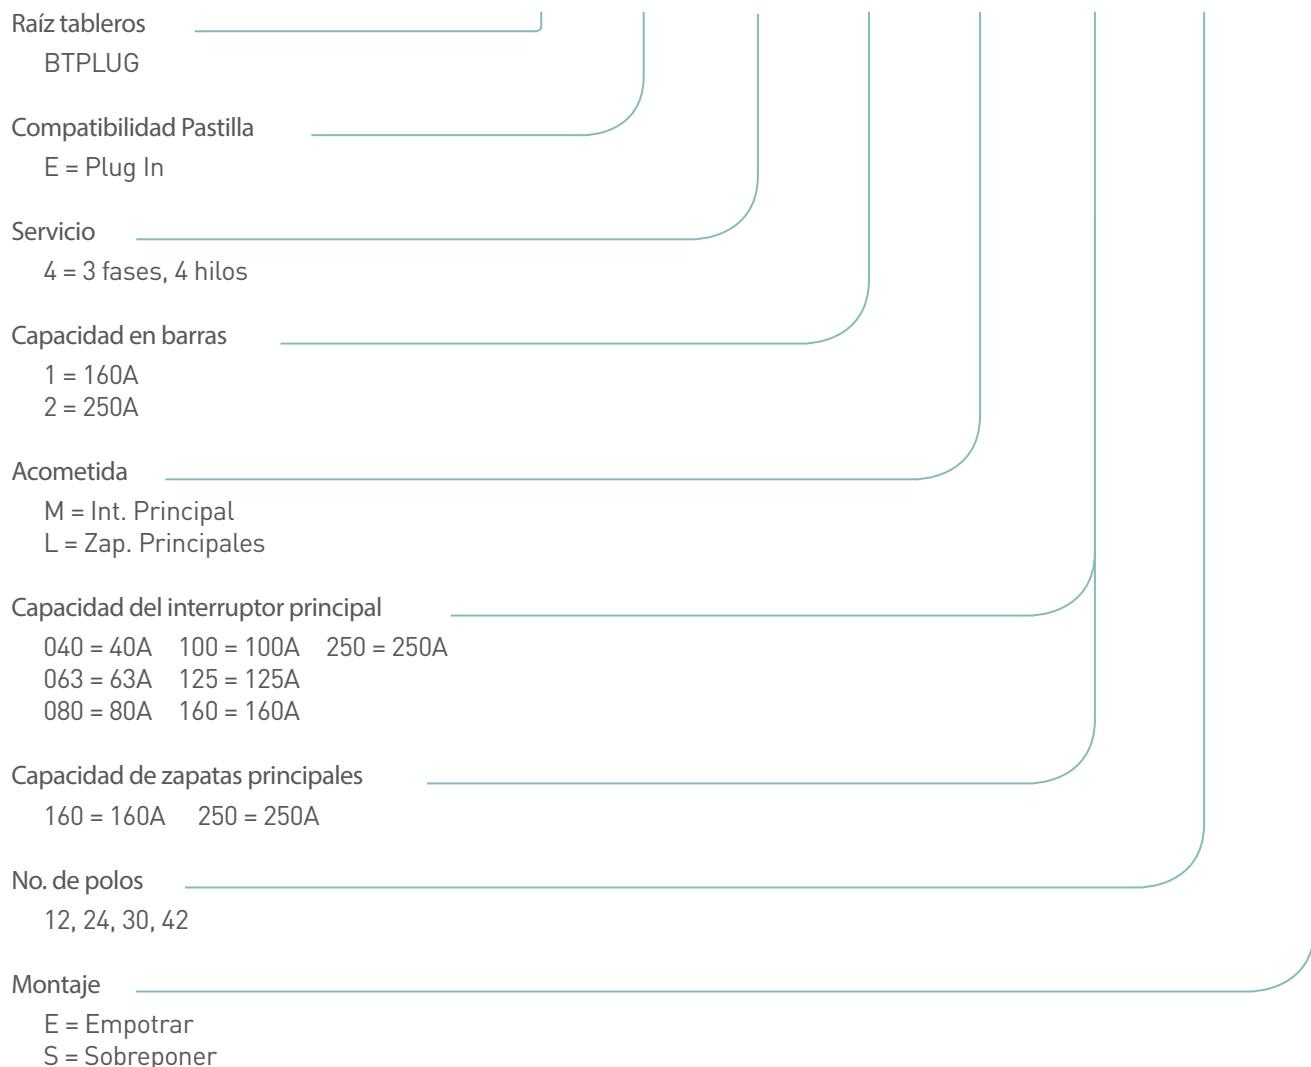 Raíz tableros
BTPLUG
Compatibilidad Pastilla
E = Plug In
Servicio
4 = 3 fases, 4 hilos
Capacidad en barras
1 = 160A
2 = 250A
Acometida
M = Int. Principal
L = Zap. Principales
Capacidad del interruptor principal
040 = 40A 100 = 100A 250 = 250A
063 = 63A 125 = 125A
080 = 80A 160 = 160A
Capacidad de zapatas principales
160 = 160A 250 = 250A
No. de polos
12, 24, 30, 42
Montaje
E = Empotrar
S = Sobreponer